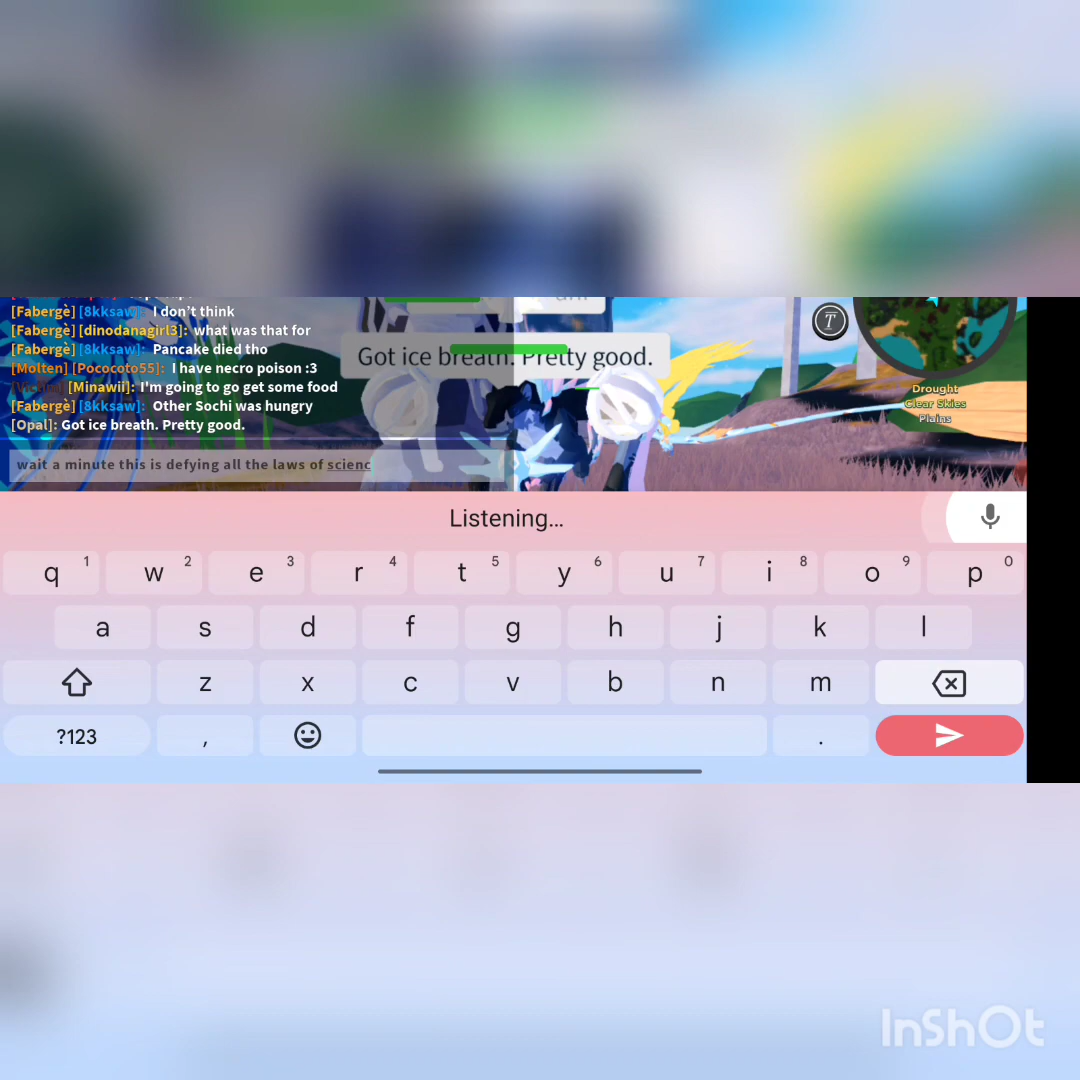 [Fabergè] [8kksaw]: I don't think
[Fabergè] [dinodanagirl3]: what was that for
[Fabergè] [8kksaw]: Pancake died tho
[Molten] [Pococoto55]: I have necro poison :3
[Minawii]: I'm going to go get some food
[Fabergè] [8kksaw]: Other Sochi was hungry
[Opal]: Got ice breath. Pretty good.
wait a minute this is defying all the laws of scienc
Got ice breath. Pretty good.
T
Drought
Clear Skies
Plains
Listening…
q 1 w 2 e 3 r 4 t 5 y 6 u 7 i 8 o 9 p 0
a s d f g h j k l
z x c v b n m
?123 , .
InShOt